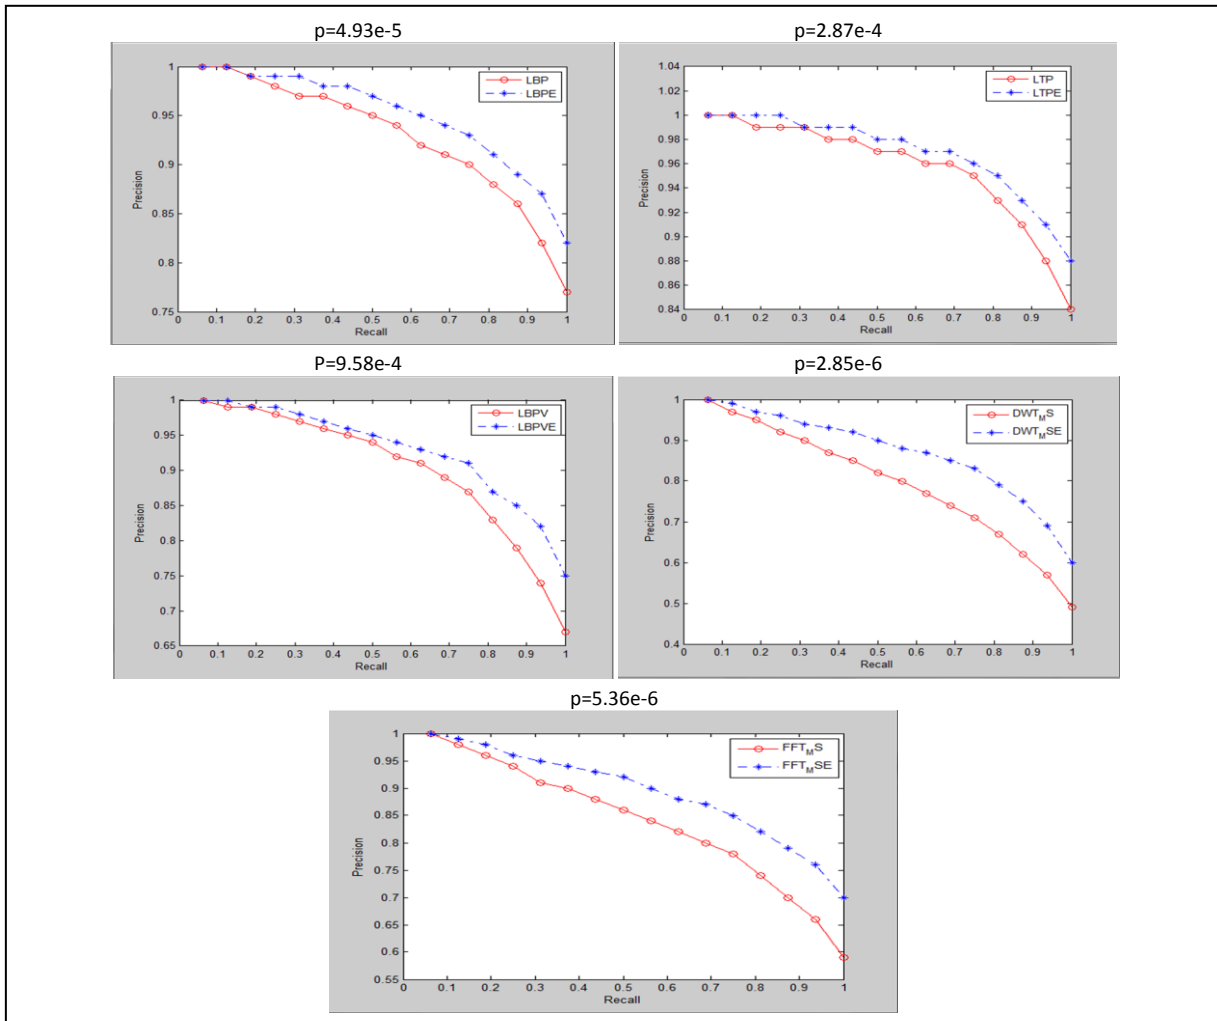 p=4.93e-5
p=2.87e-4
1
0.95
0.9
0.85
0.8
0.75
Precision
LBP
LBPE
0 0.1 0.2 0.3 0.4 0.5 0.6 0.7 0.8 0.9 1
Recall
1.04
1.02
1
0.98
0.96
0.94
0.92
0.9
0.88
0.86
0.84
Precision
LTP
LTPE
0 0.1 0.2 0.3 0.4 0.5 0.6 0.7 0.8 0.9 1
Recall
P=9.58e-4
p=2.85e-6
1
0.95
0.9
0.85
0.8
0.75
0.7
0.65
Precision
LBPV
LBPVE
0 0.1 0.2 0.3 0.4 0.5 0.6 0.7 0.8 0.9 1
Recall
1
0.9
0.8
0.7
0.6
0.5
0.4
Precision
DWT_MS
DWT_MSE
0 0.1 0.2 0.3 0.4 0.5 0.6 0.7 0.8 0.9 1
Recall
p=5.36e-6
1
0.95
0.9
0.85
0.8
0.75
0.7
0.65
0.6
0.55
Precision
FFT_MS
FFT_MSE
0 0.1 0.2 0.3 0.4 0.5 0.6 0.7 0.8 0.9 1
Recall